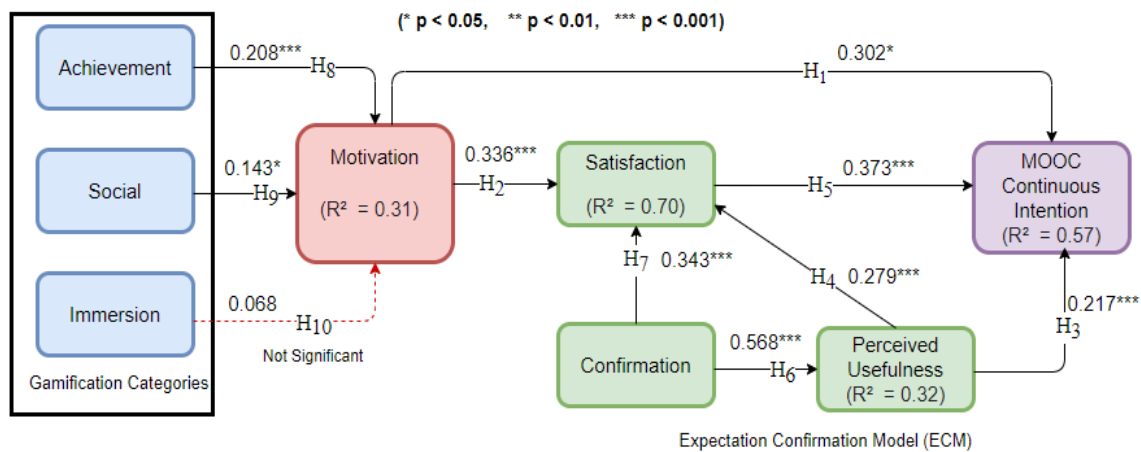 (* p < 0.05, ** p < 0.01, *** p < 0.001)
Achievement
0.208***
H8
0.302*
H1
Social
0.143*
H9
Motivation
(R² = 0.31)
0.336***
H2
Satisfaction
(R² = 0.70)
0.373***
H5
MOOC
Continuous
Intention
(R² = 0.57)
H7
0.343***
H4
0.279***
0.217***
H3
Immersion
0.068
H10
Not Significant
Gamification Categories
Confirmation
0.568***
H6
Perceived
Usefulness
(R² = 0.32)
Expectation Confirmation Model (ECM)